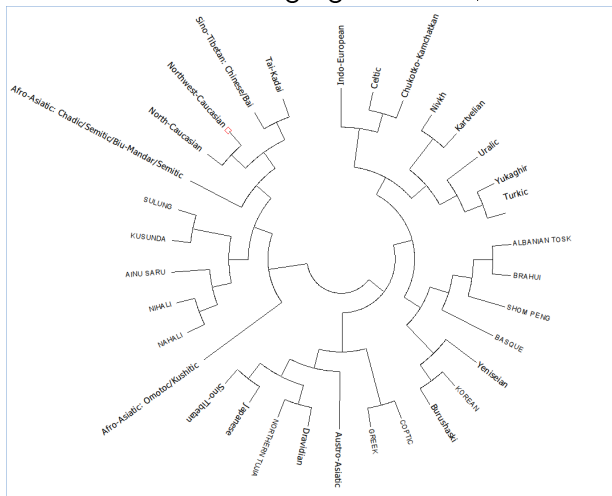 Indo-European
Celtic
Chukotko-Kamchatkan
Nivkh
Kartvelian
Uralic
Yukaghir
Turkic
ALBANIAN TOSK
BRAHUI
SHOM PENG
BASQUE
Yeniseian
KOREAN
Burushaski
COPTIC
GREEK
Austro-Asiatic
Dravidian
NORTHERN TUJIA
Japanese
Sino-Tibetan
Afro-Asiatic: Omotoc/Kushitic
NAHALI
NIHALI
AINU SARU
KUSUNDA
SULUNG
Afro-Asiatic: Chadic/Semitic/Biu-Mandar/Semitic
North-Caucasian
Northwest-Caucasian
Sino-Tibetan: Chinese/Bai
Tai-Kadai